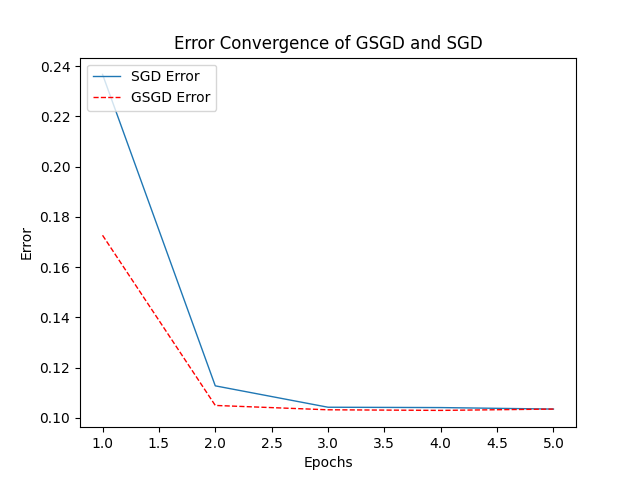 Error Convergence of GSGD and SGD
SGD Error
GSGD Error
Error
0.24
0.22
0.20
0.18
0.16
0.14
0.12
0.10
1.0 1.5 2.0 2.5 3.0 3.5 4.0 4.5 5.0
Epochs